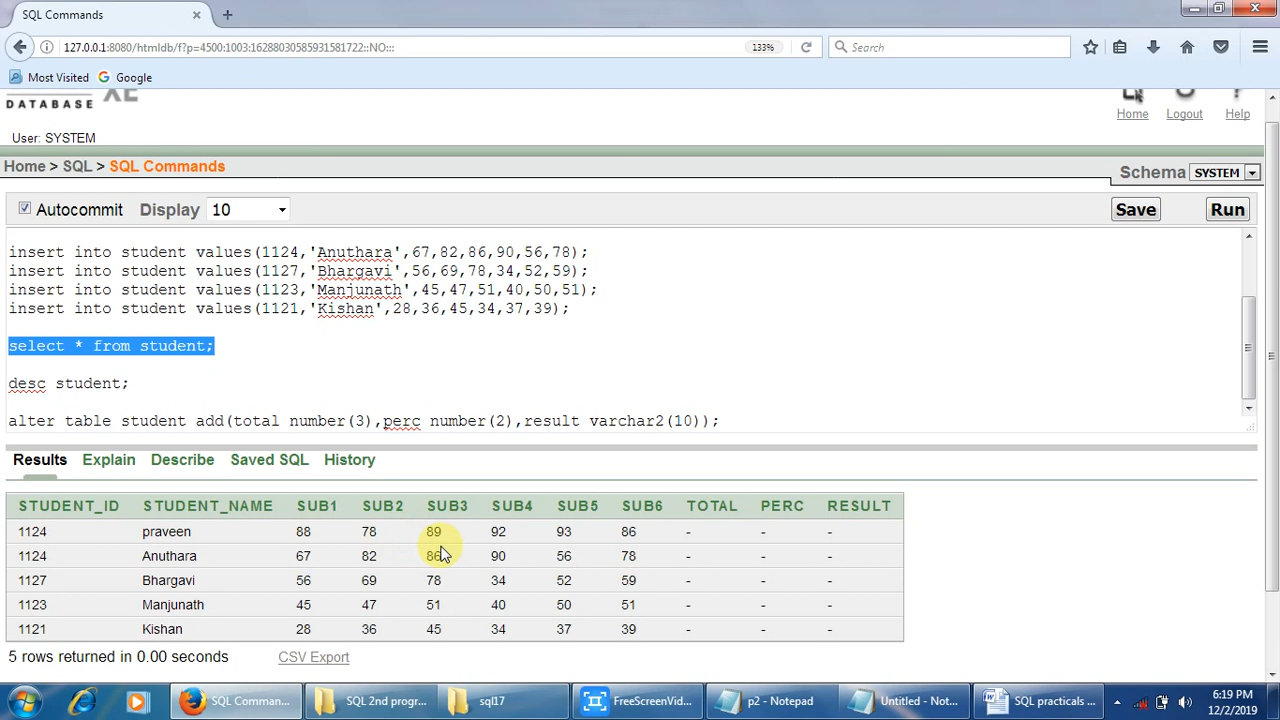 SQL Commands
127.0.0.1:8080/htmldb/f?p=4500:1003:16288030585931581722::NO:::
133%
Search
Most Visited
Google
DATABASE XE
Home
Logout
Help
User: SYSTEM
Home > SQL > SQL Commands
Schema SYSTEM
Autocommit Display 10
Save
Run
insert into student values(1124,'Anuthara',67,82,86,90,56,78);
insert into student values(1127,'Bhargavi',56,69,78,34,52,59);
insert into student values(1123,'Manjunath',45,47,51,40,50,51);
insert into student values(1121,'Kishan',28,36,45,34,37,39);
select * from student;
desc student;
alter table student add(total number(3),perc number(2),result varchar2(10));
Results Explain Describe Saved SQL History
STUDENT_ID STUDENT_NAME SUB1 SUB2 SUB3 SUB4 SUB5 SUB6 TOTAL PERC RESULT
1124 praveen 88 78 89 92 93 86 - - -
1124 Anuthara 67 82 86 90 56 78 - - -
1127 Bhargavi 56 69 78 34 52 59 - - -
1123 Manjunath 45 47 51 40 50 51 - - -
1121 Kishan 28 36 45 34 37 39 - - -
5 rows returned in 0.00 seconds
CSV Export
SQL Comman...
SQL 2nd progr...
sql17
FreeScreenVid...
p2 - Notepad
Untitled - Not...
SQL practicals ...
6:19 PM
12/2/2019